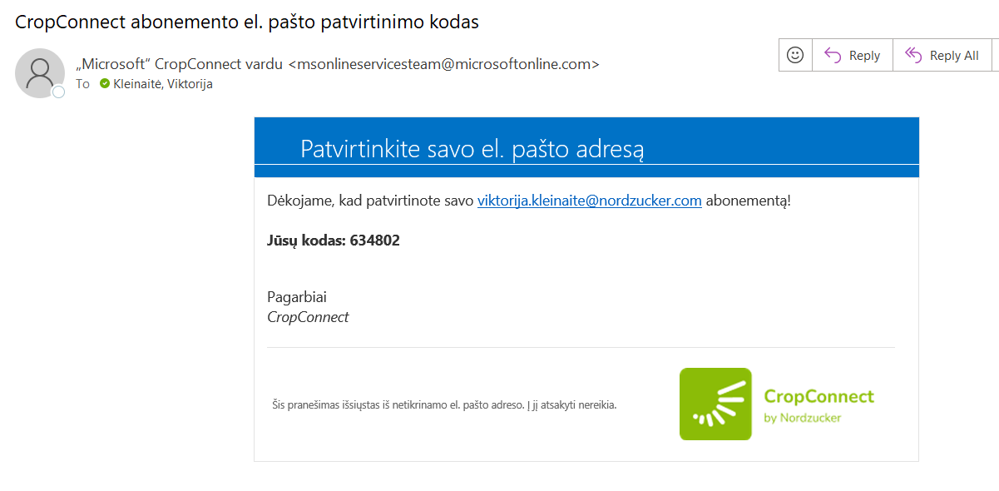 CropConnect abonemento el. pašto patvirtinimo kodas
„Microsoft“ CropConnect vardu <msonlineservicesteam@microsoftonline.com>
To Kleinaitė, Viktorija
Reply
Reply All
Patvirtinkite savo el. pašto adresą
Dėkojame, kad patvirtinote savo viktorija.kleinaite@nordzucker.com abonementą!
Jūsų kodas: 634802
Pagarbiai
CropConnect
Šis pranešimas išsiųstas iš netikrinamo el. pašto adreso. Į jį atsakyti nereikia.
CropConnect
by Nordzucker